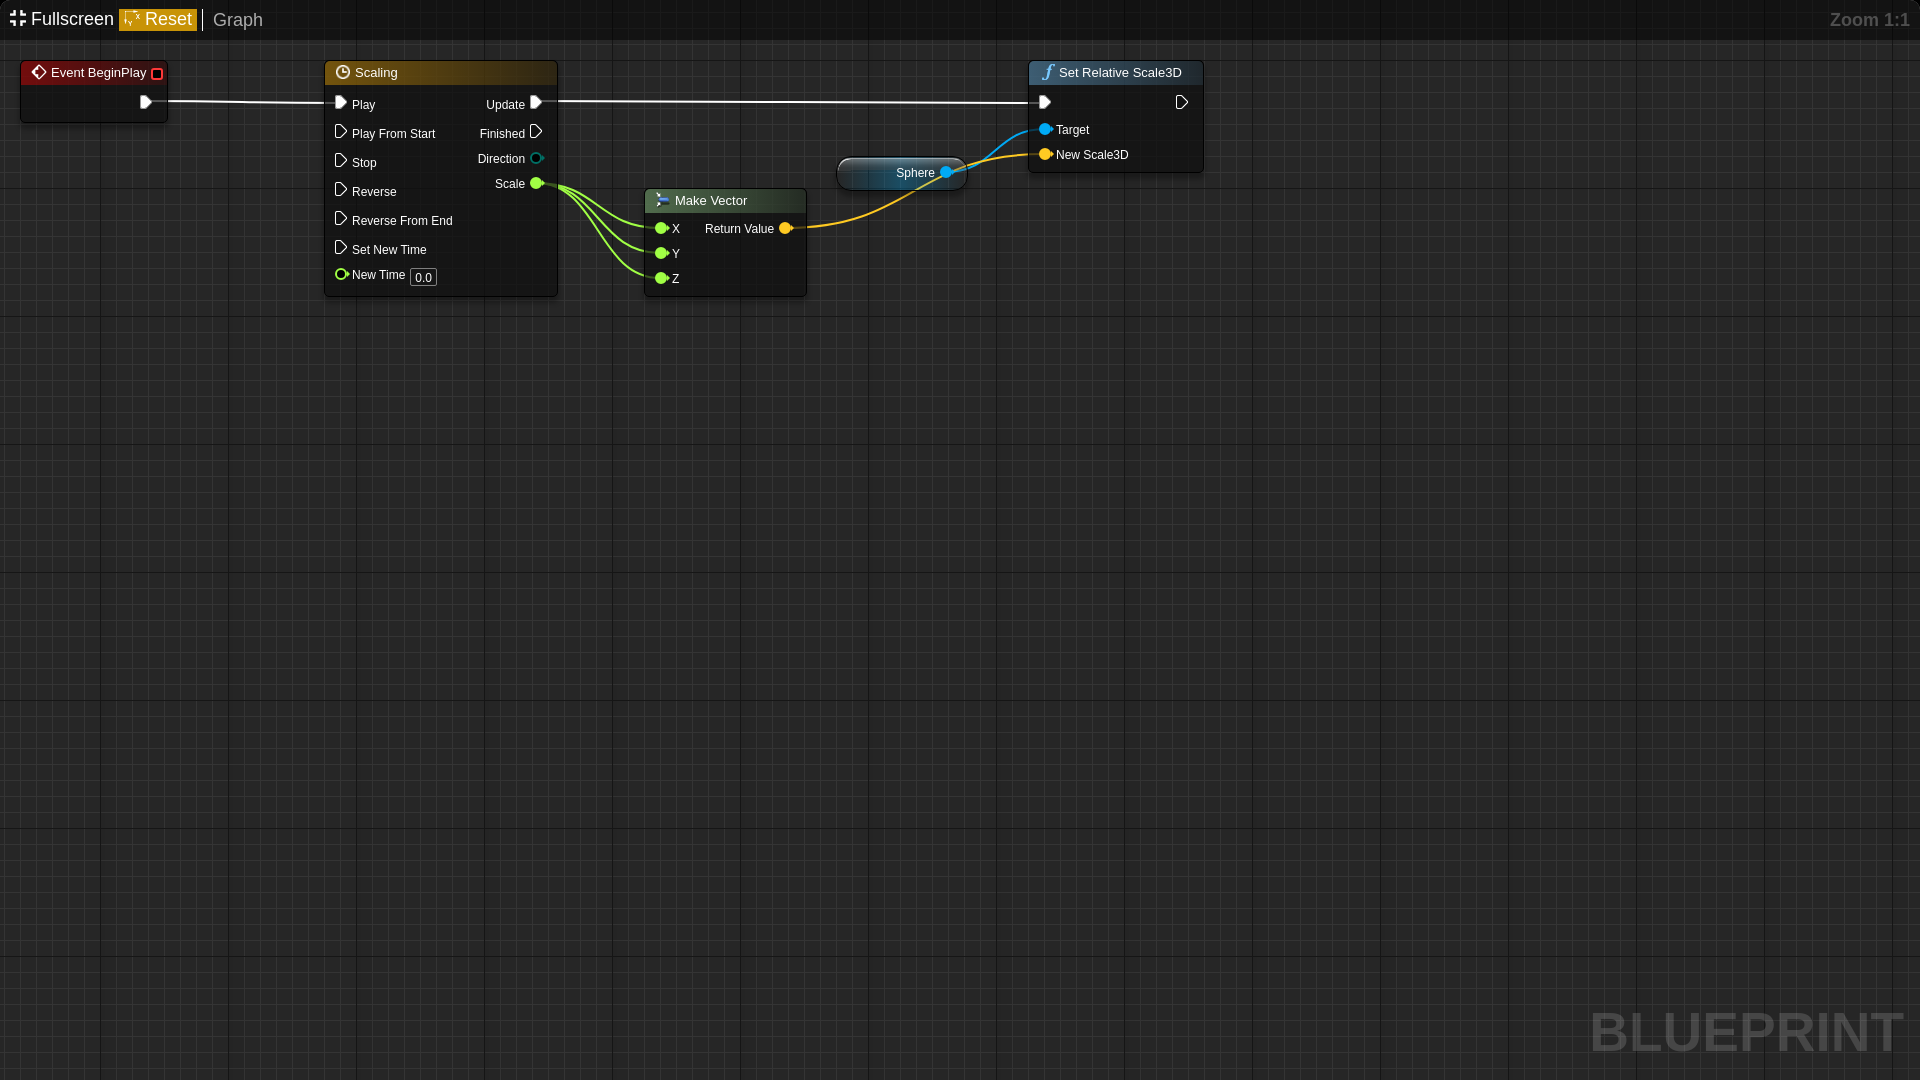 Fullscreen Reset Graph Zoom 1:1
Event BeginPlay
Scaling
Play Update
Play From Start Finished
Stop Direction
Reverse Scale
Reverse From End
Set New Time
New Time 0.0
Make Vector
X Return Value
Y
Z
Sphere
Set Relative Scale3D
Target
New Scale3D
BLUEPRINT